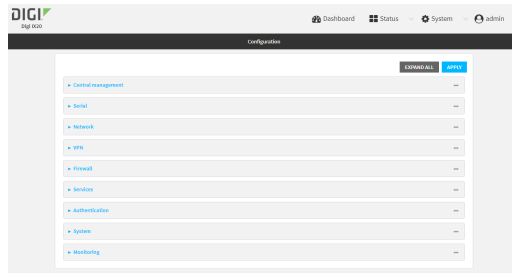 DIGI
Digi IX20
Dashboard
Status
System
admin
Configuration
EXPAND ALL
APPLY
Central management
Serial
Network
VPN
Firewall
Services
Authentication
System
Monitoring